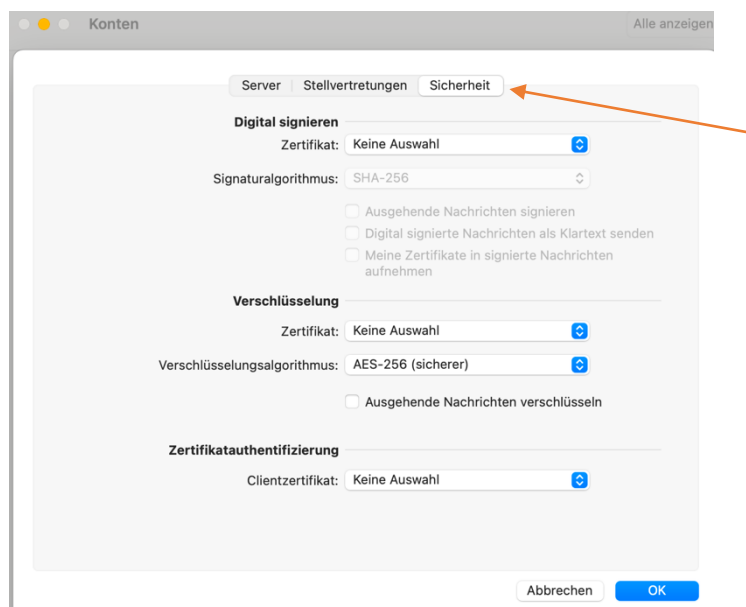 Konten Alle anzeigen
Server Stellvertretungen Sicherheit
Digital signieren
Zertifikat: Keine Auswahl
Signaturalgorithmus: SHA-256
Ausgehende Nachrichten signieren
Digital signierte Nachrichten als Klartext senden
Meine Zertifikate in signierte Nachrichten
aufnehmen
Verschlüsselung
Zertifikat: Keine Auswahl
Verschlüsselungsalgorithmus: AES-256 (sicherer)
Ausgehende Nachrichten verschlüsseln
Zertifikatauthentifizierung
Clientzertifikat: Keine Auswahl
Abbrechen OK